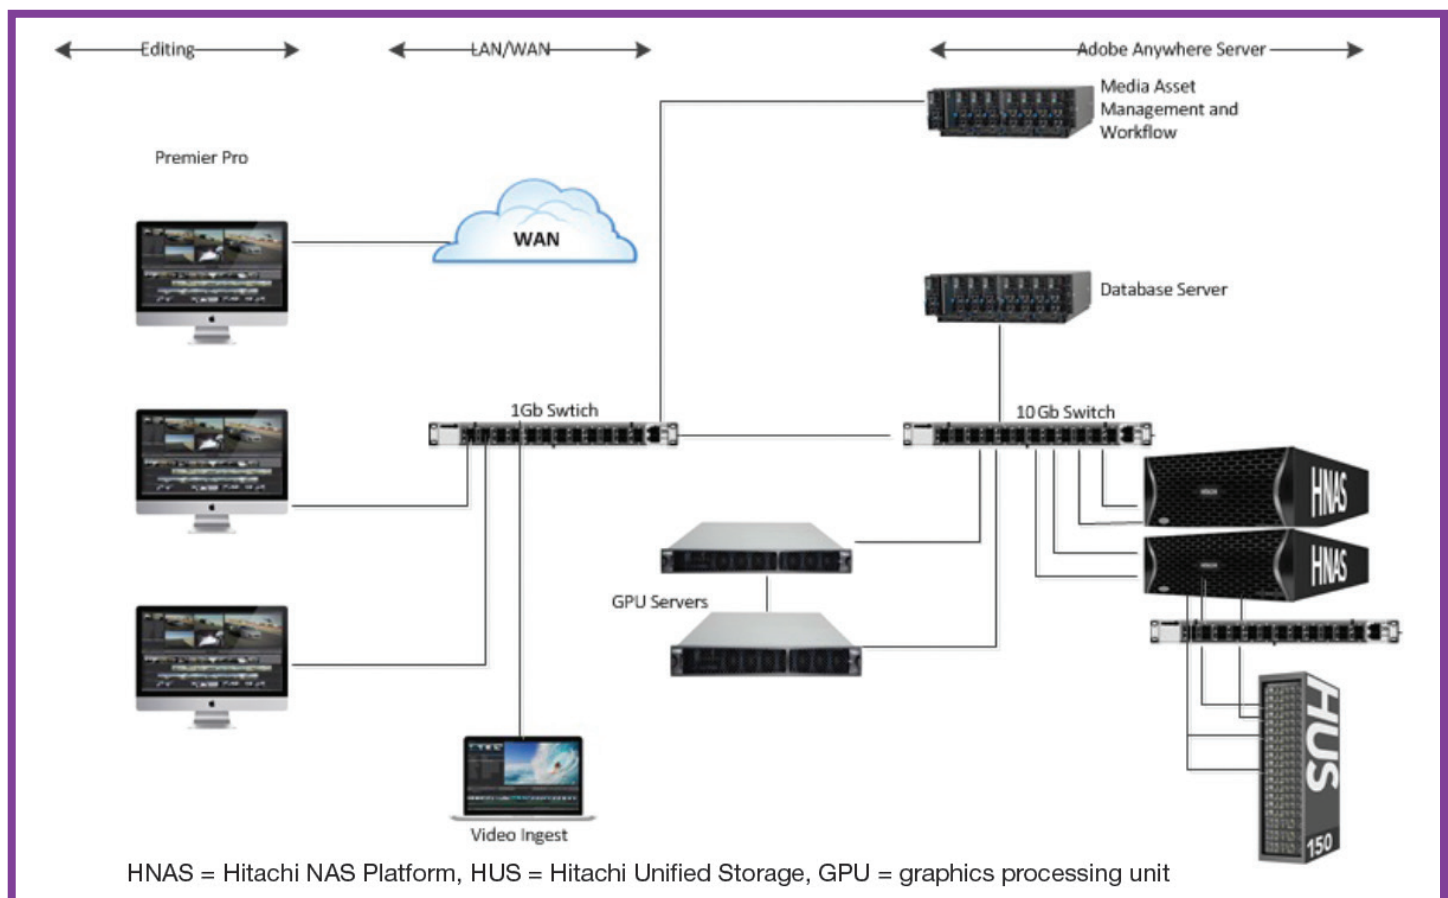 Editing
LAN/WAN
Adobe Anywhere Server
Media Asset
Management and
Workflow
Premier Pro
WAN
Database Server
1Gb Swtich
10 Gb Switch
HNAS
HNAS
GPU Servers
HUS
150
Video Ingest
HNAS = Hitachi NAS Platform, HUS = Hitachi Unified Storage, GPU = graphics processing unit